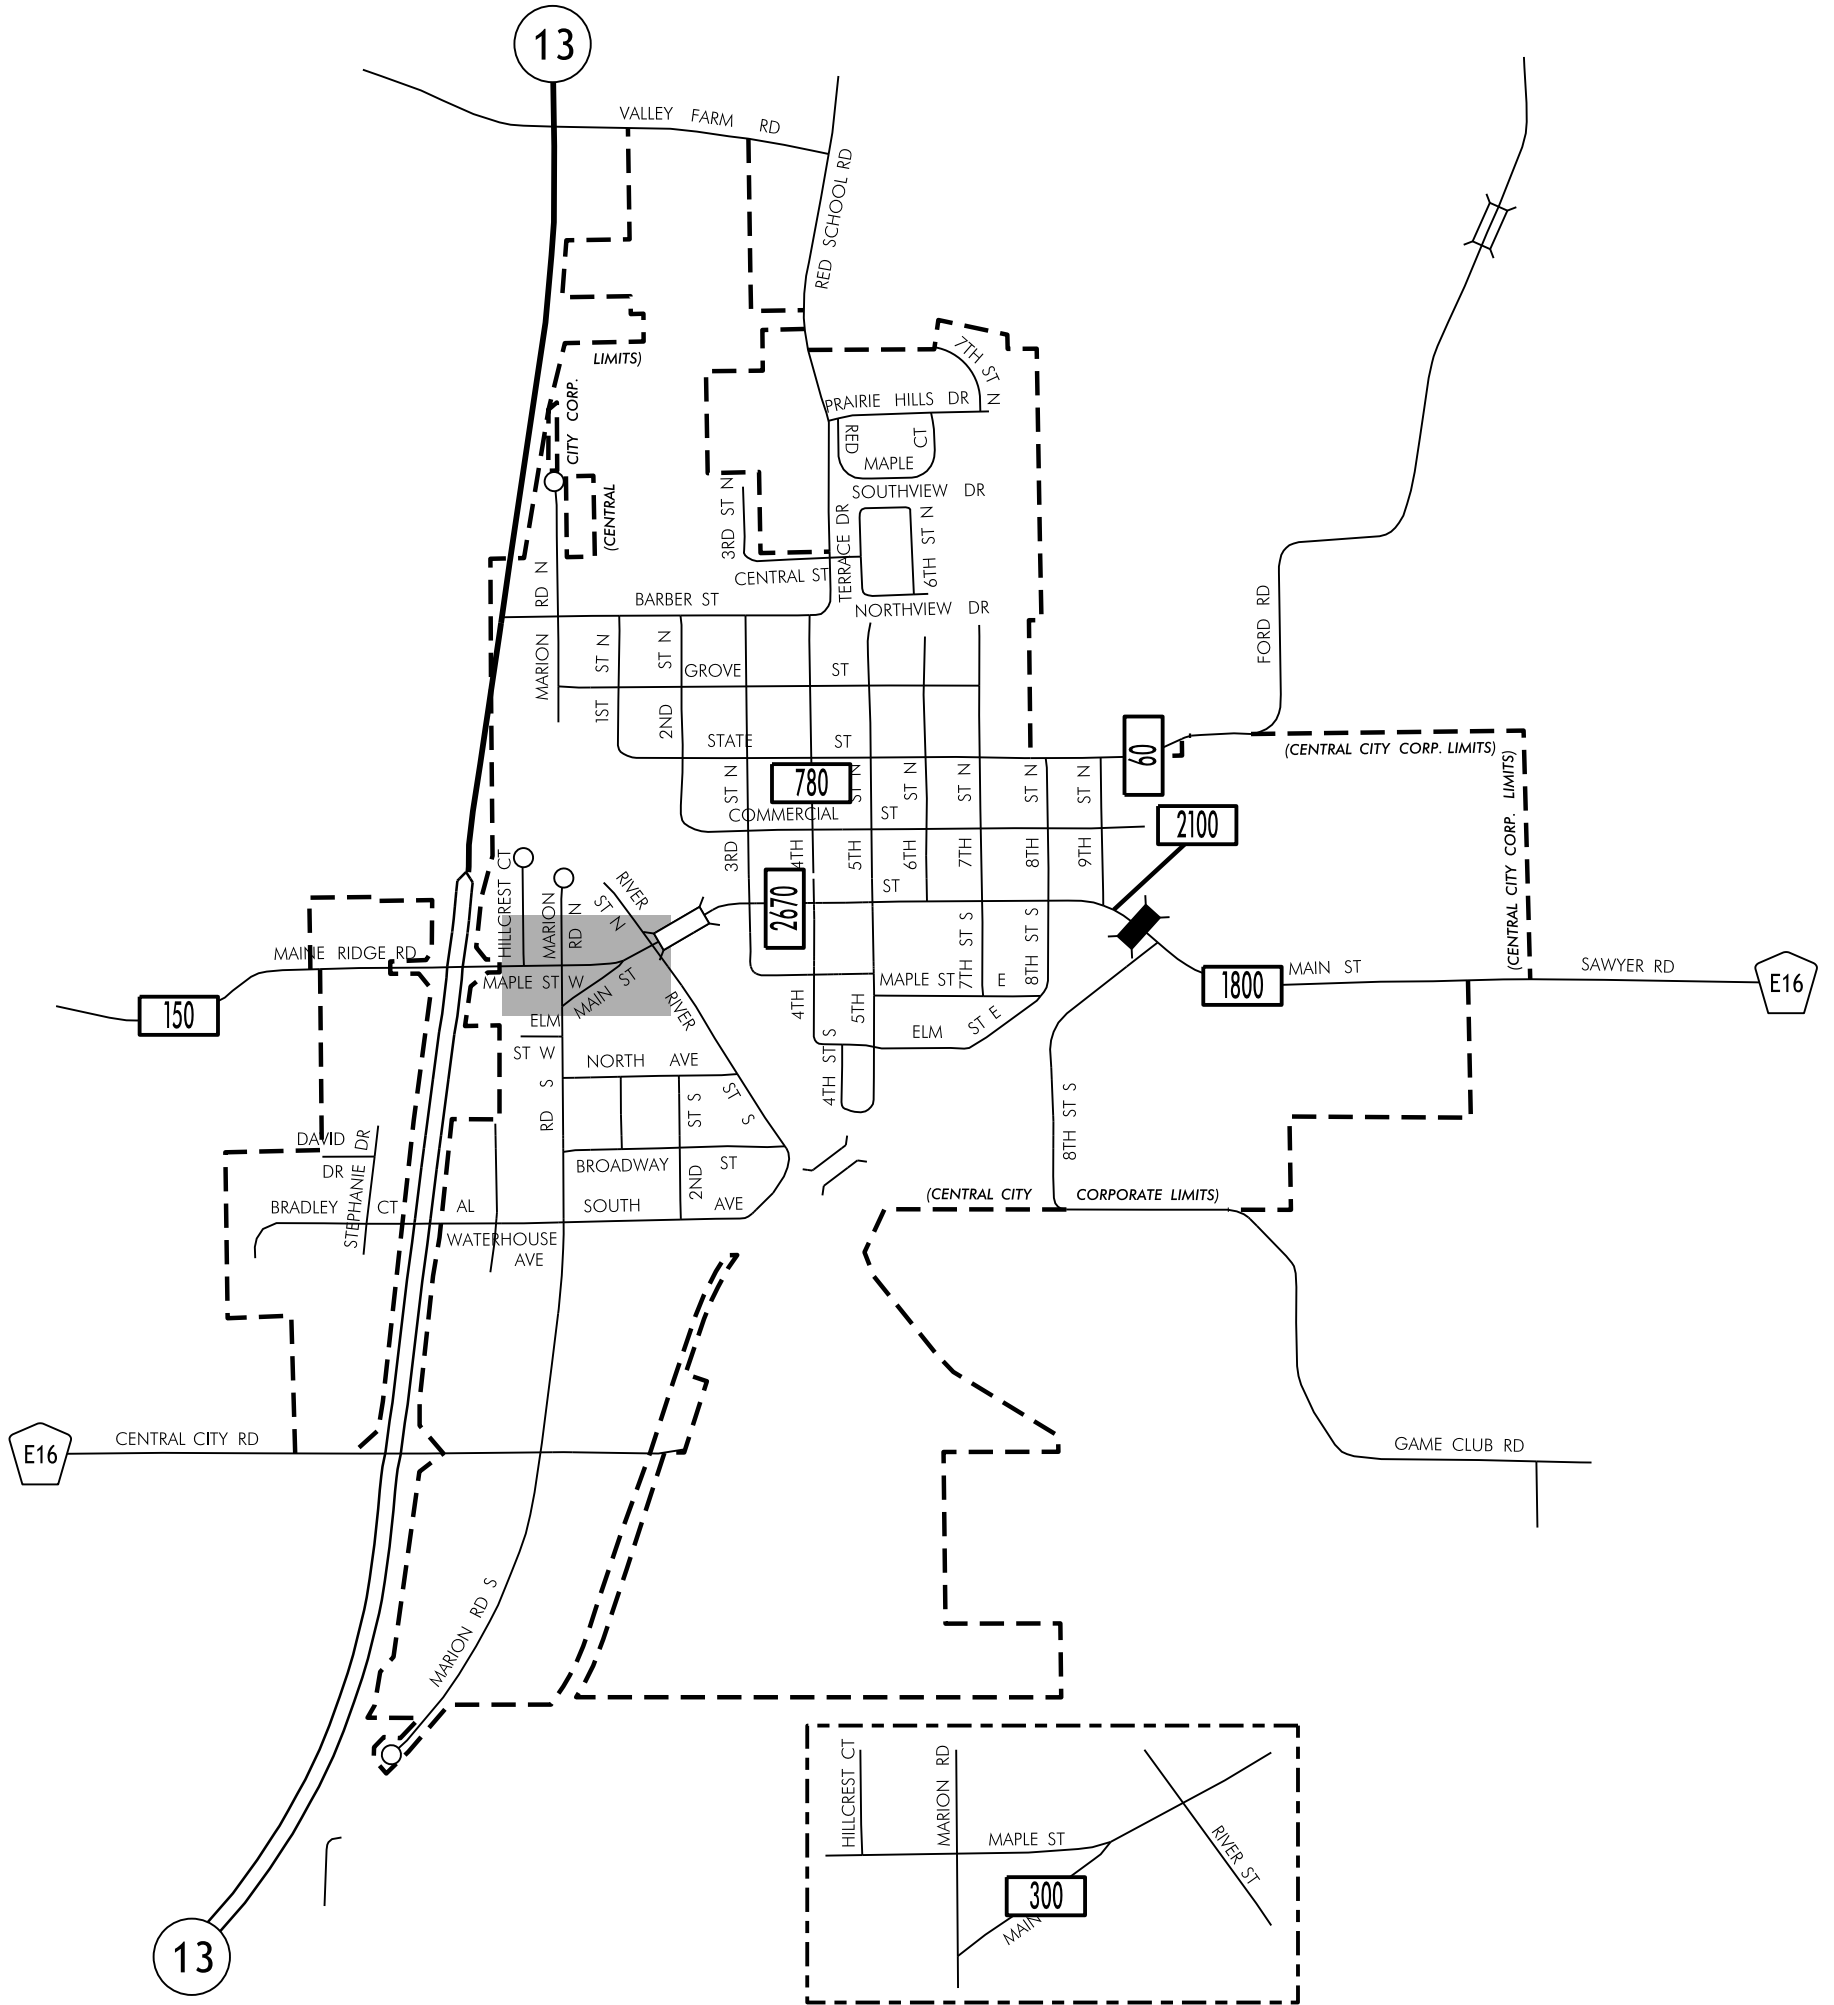 13
VALLEY FARM RD
RED SCHOOL RD
LIMITS)
CITY CORP.
(CENTRAL
7TH ST N
PRAIRIE HILLS DR
RED
MAPLE
CT
SOUTHVIEW DR
3RD ST N
TERRACE DR
6TH ST N
CENTRAL ST
NORTHVIEW DR
BARBER ST
MARION RD N
FORD RD
1ST ST N
2ND ST N
GROVE ST
STATE ST
60
(CENTRAL CITY CORP. LIMITS)
(CENTRAL CITY CORP. LIMITS)
780
3RD ST N
4TH
5TH ST N
6TH ST N
7TH ST N
8TH ST N
9TH ST N
COMMERCIAL ST
2100
HILLCREST CT
MARION RD N
RIVER ST N
2670
ST
MAINE RIDGE RD
MAPLE ST W
MAIN ST
RIVER ST S
150
4TH
5TH
MAPLE ST E
7TH ST S
8TH ST S
1800
MAIN ST
SAWYER RD
E16
ELM ST W
ELM ST E
NORTH AVE
4TH ST S
RD S
2ND ST S
8TH ST S
DAVID DR
STEPHANIE DR
BROADWAY ST
BRADLEY CT
AL
SOUTH AVE
WATERHOUSE
AVE
(CENTRAL CITY CORPORATE LIMITS)
E16
CENTRAL CITY RD
GAME CLUB RD
MARION RD S
HILLCREST CT
MARION RD
MAPLE ST
RIVER ST
300
MAIN
13